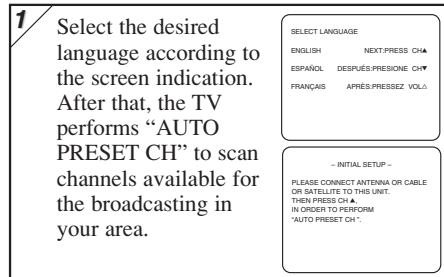 1
Select the desired
language according to
the screen indication.
After that, the TV
performs “AUTO
PRESET CH” to scan
channels available for
the broadcasting in
your area.
SELECT LANGUAGE
ENGLISH NEXT:PRESS CH▲
ESPAÑOL DESPUÉS:PRESIONE CH▼
FRANÇAIS APRÈS:PRESSEZ VOL△
– INITIAL SETUP –
PLEASE CONNECT ANTENNA OR CABLE
OR SATELLITE TO THIS UNIT.
THEN PRESS CH ▲,
IN ORDER TO PERFORM
“AUTO PRESET CH ”.